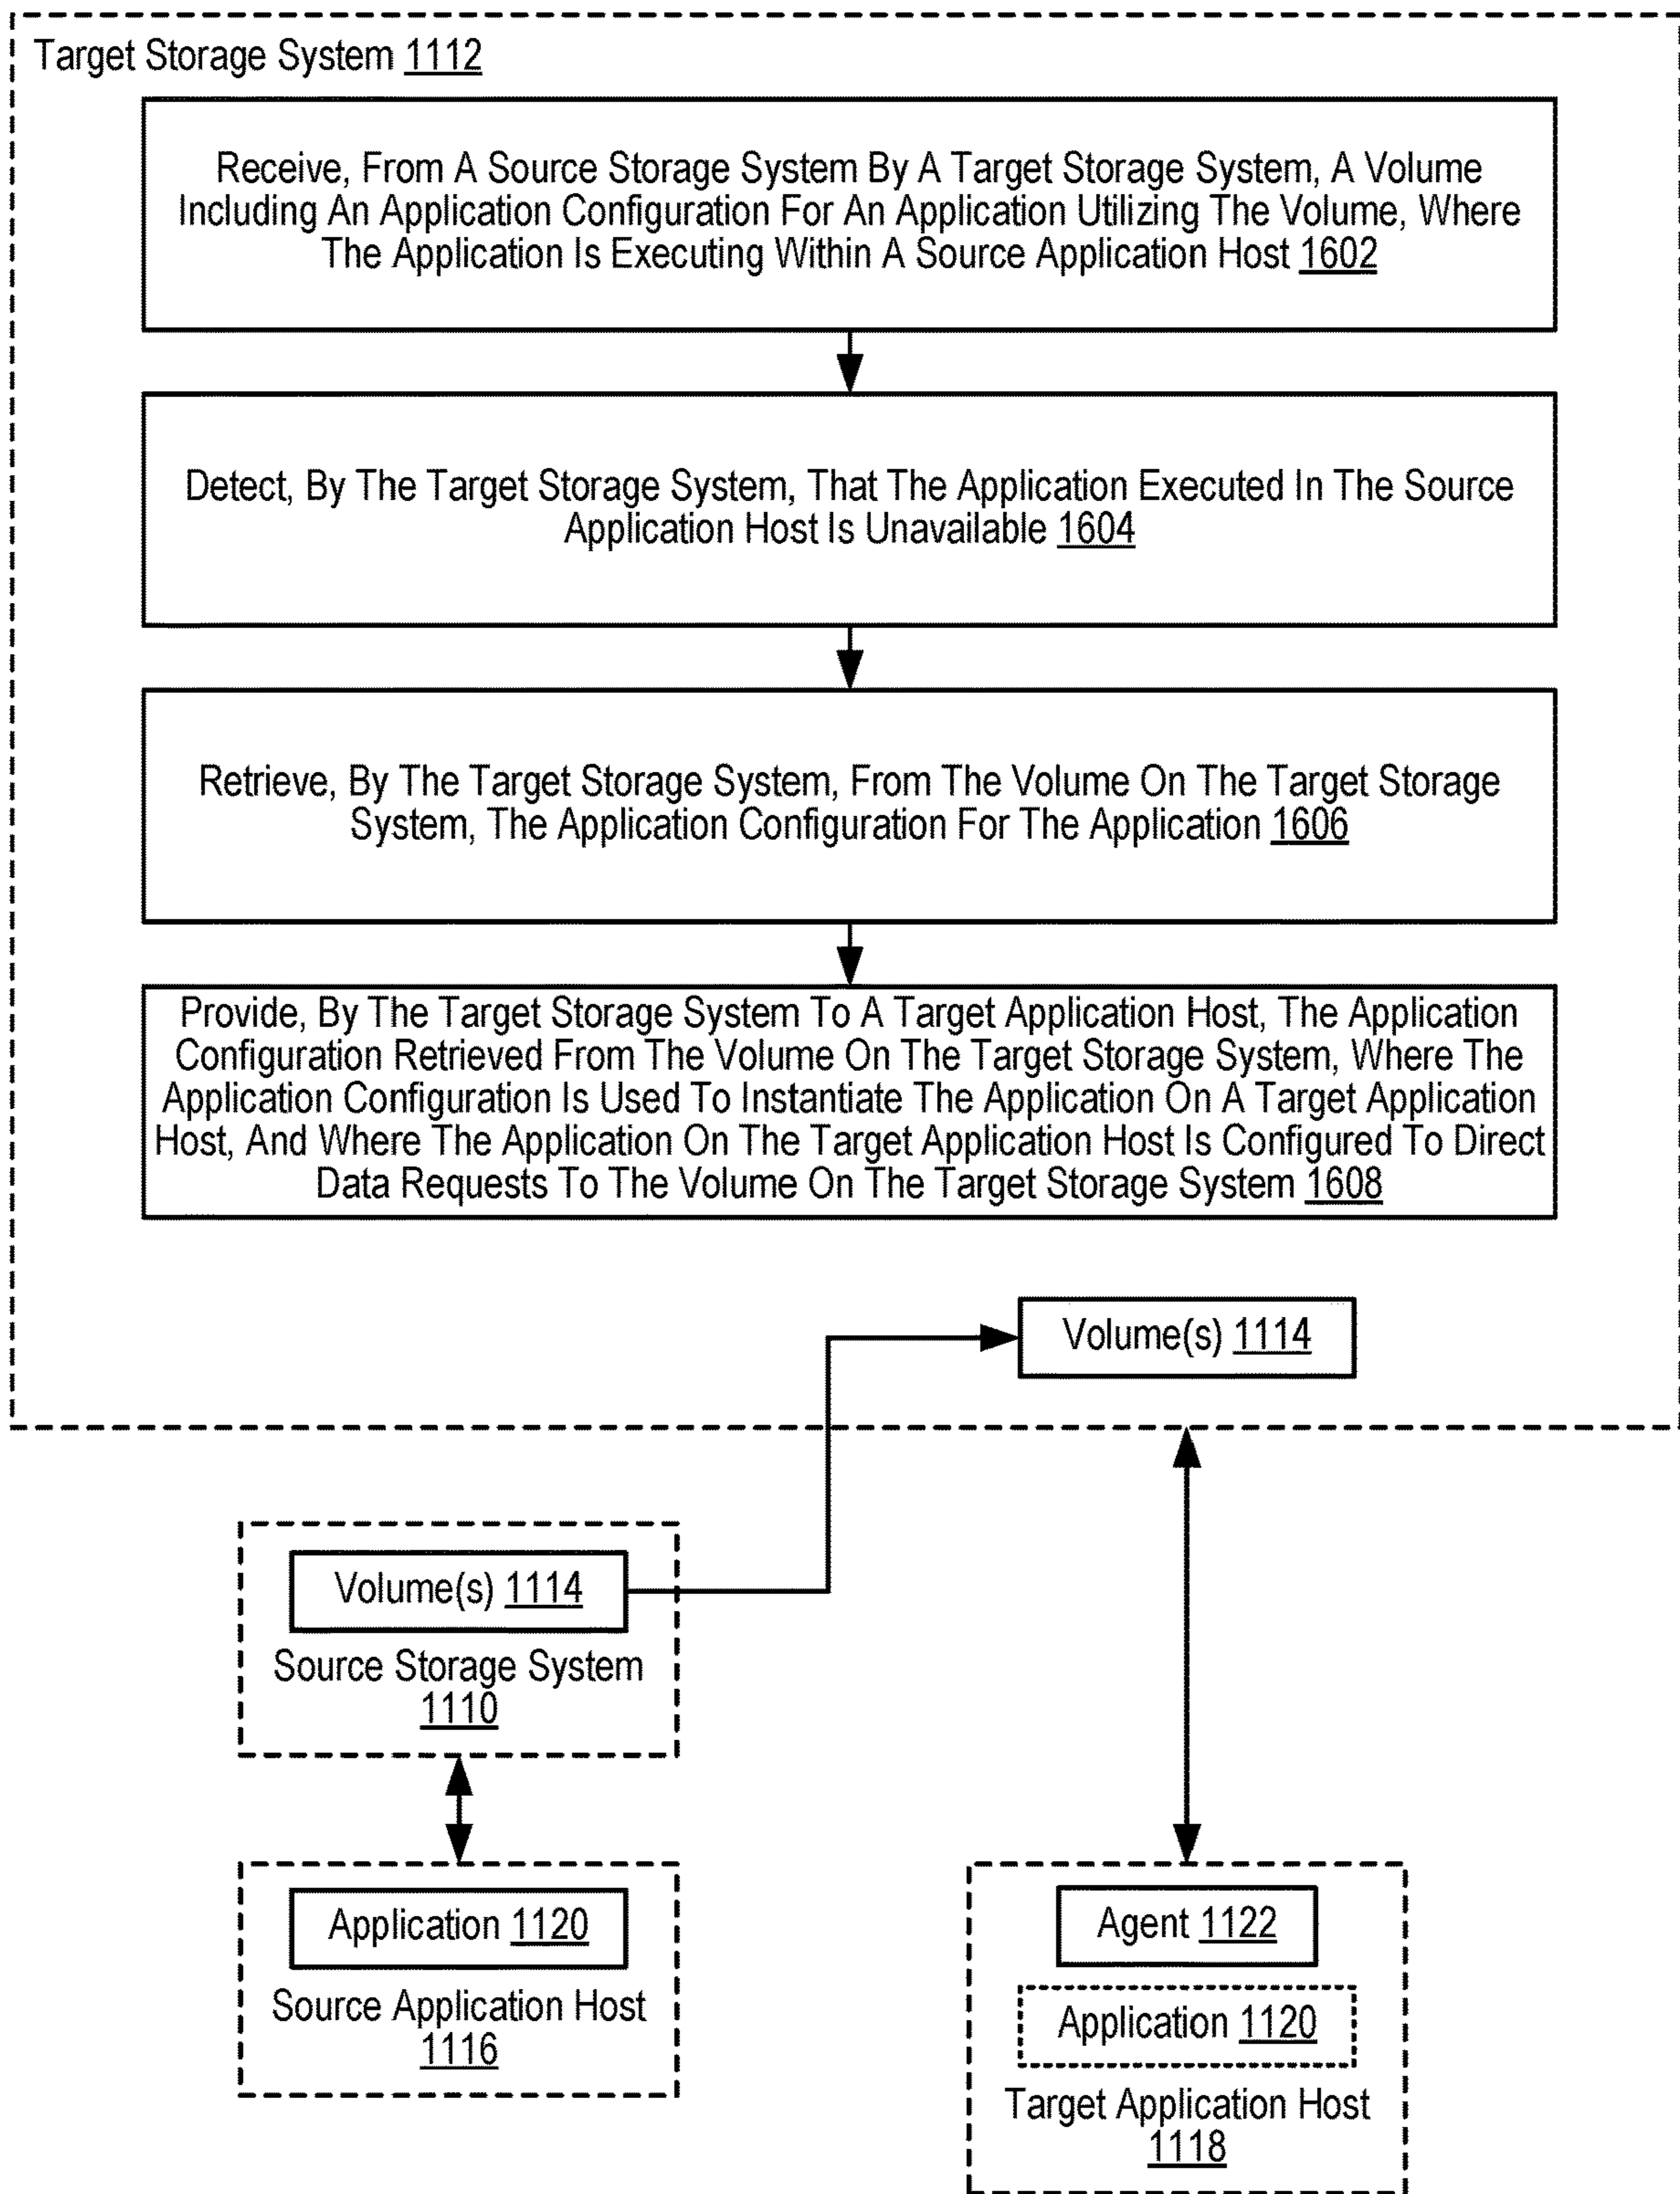 Target Storage System 1112
Receive, From A Source Storage System By A Target Storage System, A Volume
Including An Application Configuration For An Application Utilizing The Volume, Where
The Application Is Executing Within A Source Application Host 1602
Detect, By The Target Storage System, That The Application Executed In The Source
Application Host Is Unavailable 1604
Retrieve, By The Target Storage System, From The Volume On The Target Storage
System, The Application Configuration For The Application 1606
Provide, By The Target Storage System To A Target Application Host, The Application
Configuration Retrieved From The Volume On The Target Storage System, Where The
Application Configuration Is Used To Instantiate The Application On A Target Application
Host, And Where The Application On The Target Application Host Is Configured To Direct
Data Requests To The Volume On The Target Storage System 1608
Volume(s) 1114
Volume(s) 1114
Source Storage System
1110
Application 1120
Source Application Host
1116
Agent 1122
Application 1120
Target Application Host
1118